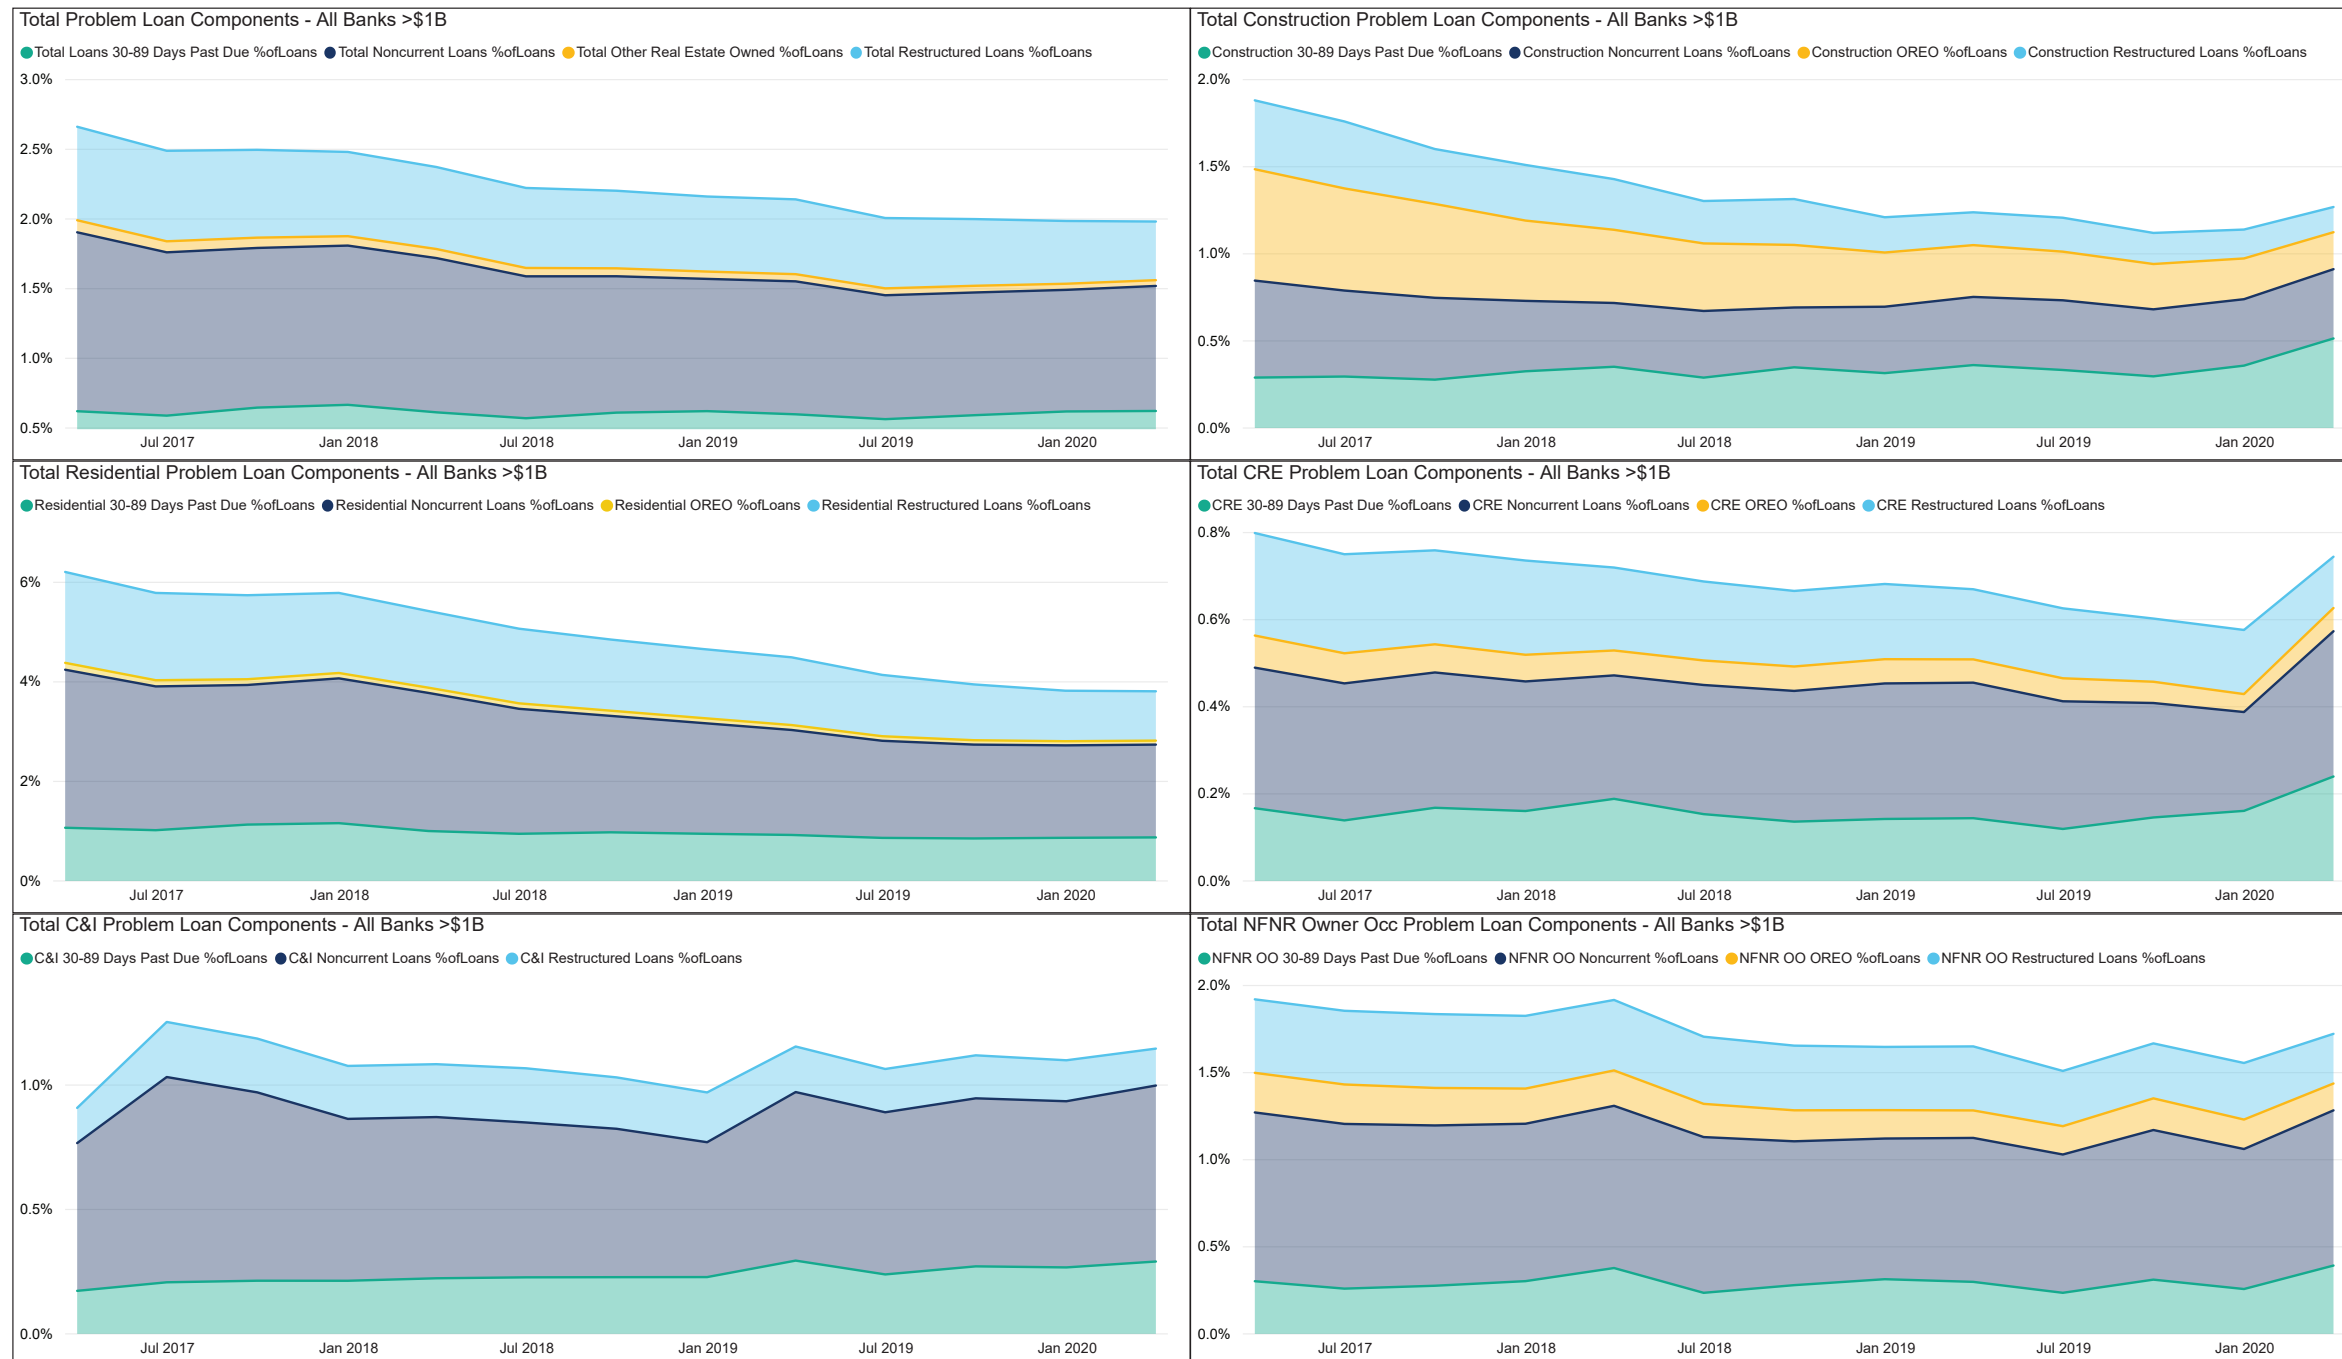 Total Problem Loan Components - All Banks >$1B
Total Loans 30-89 Days Past Due %ofLoans Total Noncurrent Loans %ofLoans Total Other Real Estate Owned %ofLoans Total Restructured Loans %ofLoans
3.0%
2.5%
2.0%
1.5%
1.0%
0.5%
Jul 2017 Jan 2018 Jul 2018 Jan 2019 Jul 2019 Jan 2020
Total Construction Problem Loan Components - All Banks >$1B
Construction 30-89 Days Past Due %ofLoans Construction Noncurrent Loans %ofLoans Construction OREO %ofLoans Construction Restructured Loans %ofLoans
2.0%
1.5%
1.0%
0.5%
0.0%
Jul 2017 Jan 2018 Jul 2018 Jan 2019 Jul 2019 Jan 2020
Total Residential Problem Loan Components - All Banks >$1B
Residential 30-89 Days Past Due %ofLoans Residential Noncurrent Loans %ofLoans Residential OREO %ofLoans Residential Restructured Loans %ofLoans
6%
4%
2%
0%
Jul 2017 Jan 2018 Jul 2018 Jan 2019 Jul 2019 Jan 2020
Total CRE Problem Loan Components - All Banks >$1B
CRE 30-89 Days Past Due %ofLoans CRE Noncurrent Loans %ofLoans CRE OREO %ofLoans CRE Restructured Loans %ofLoans
0.8%
0.6%
0.4%
0.2%
0.0%
Jul 2017 Jan 2018 Jul 2018 Jan 2019 Jul 2019 Jan 2020
Total C&I Problem Loan Components - All Banks >$1B
C&I 30-89 Days Past Due %ofLoans C&I Noncurrent Loans %ofLoans C&I Restructured Loans %ofLoans
1.0%
0.5%
0.0%
Jul 2017 Jan 2018 Jul 2018 Jan 2019 Jul 2019 Jan 2020
Total NFNR Owner Occ Problem Loan Components - All Banks >$1B
NFNR OO 30-89 Days Past Due %ofLoans NFNR OO Noncurrent %ofLoans NFNR OO OREO %ofLoans NFNR OO Restructured Loans %ofLoans
2.0%
1.5%
1.0%
0.5%
0.0%
Jul 2017 Jan 2018 Jul 2018 Jan 2019 Jul 2019 Jan 2020